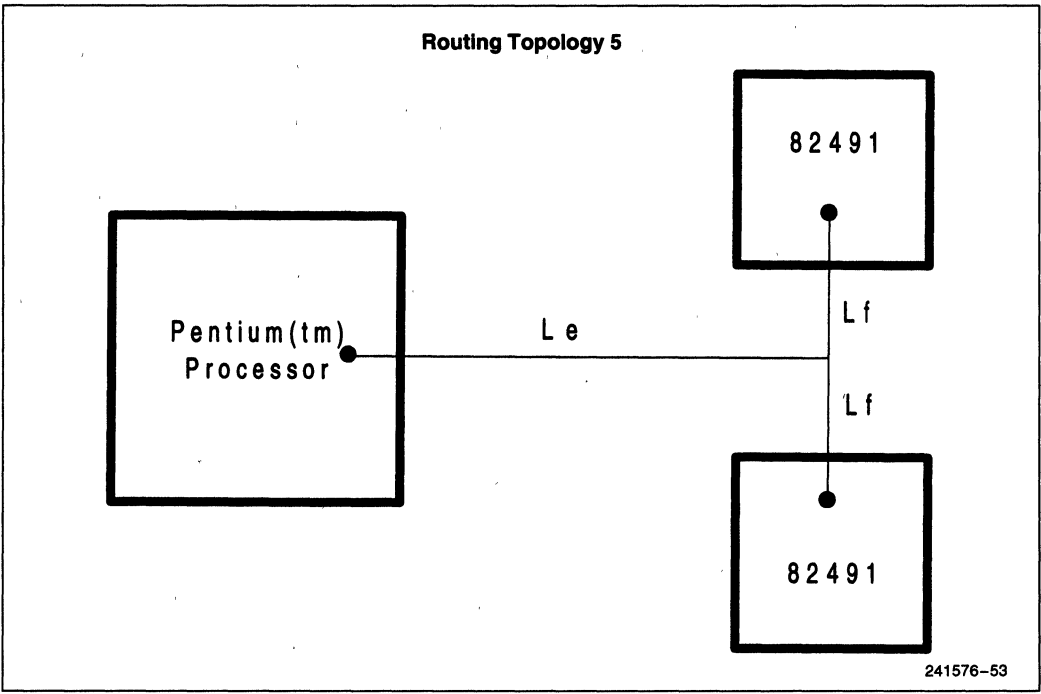 Routing Topology 5
82491
Pentium(tm)
Processor
Le
Lf
Lf
82491
241576-53